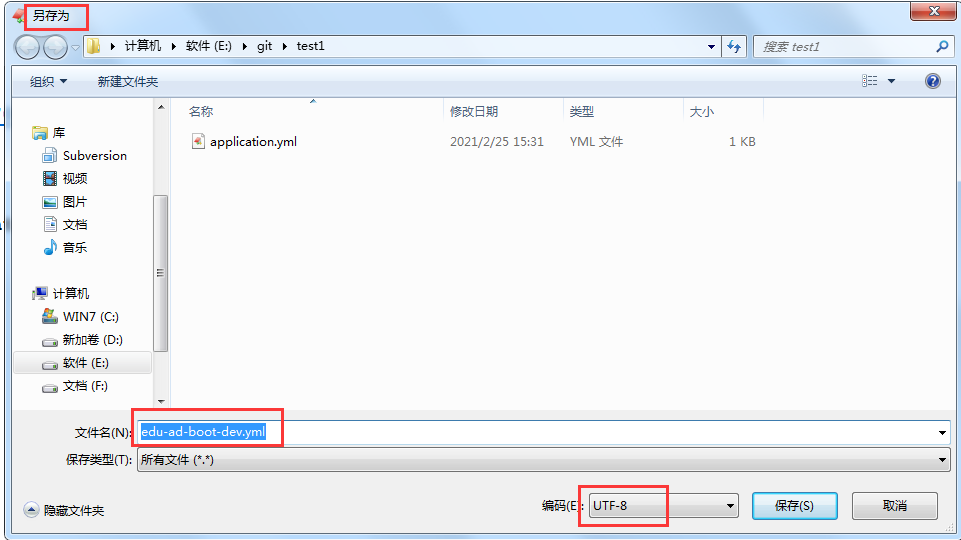 另存为
计算机 软件 (E:) git test1
搜索 test1
组织 新建文件夹
名称 修改日期 类型 大小
application.yml 2021/2/25 15:31 YML 文件 1 KB
库
Subversion
视频
图片
文档
音乐
计算机
WIN7 (C:)
新加卷 (D:)
软件 (E:)
文档 (F:)
文件名(N): edu-ad-boot-dev.yml
保存类型(T): 所有文件 (*.*)
隐藏文件夹
编码(E): UTF-8
保存(S) 取消